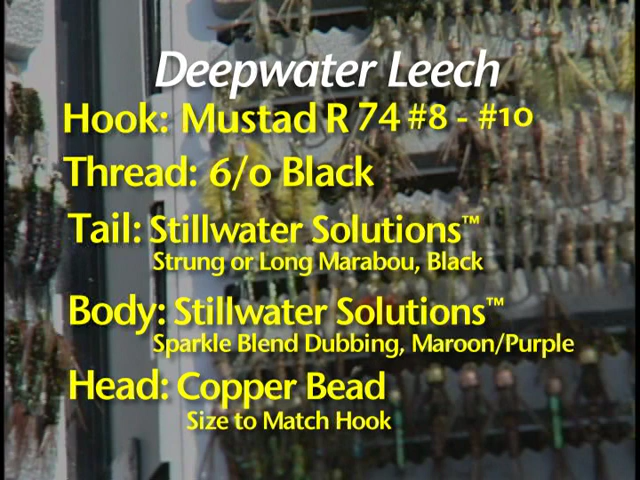 Deepwater Leech
Hook: Mustad R 74 #8 - #10
Thread: 6/0 Black
Tail: Stillwater Solutions™
Strung or Long Marabou, Black
Body: Stillwater Solutions™
Sparkle Blend Dubbing, Maroon/Purple
Head: Copper Bead
Size to Match Hook